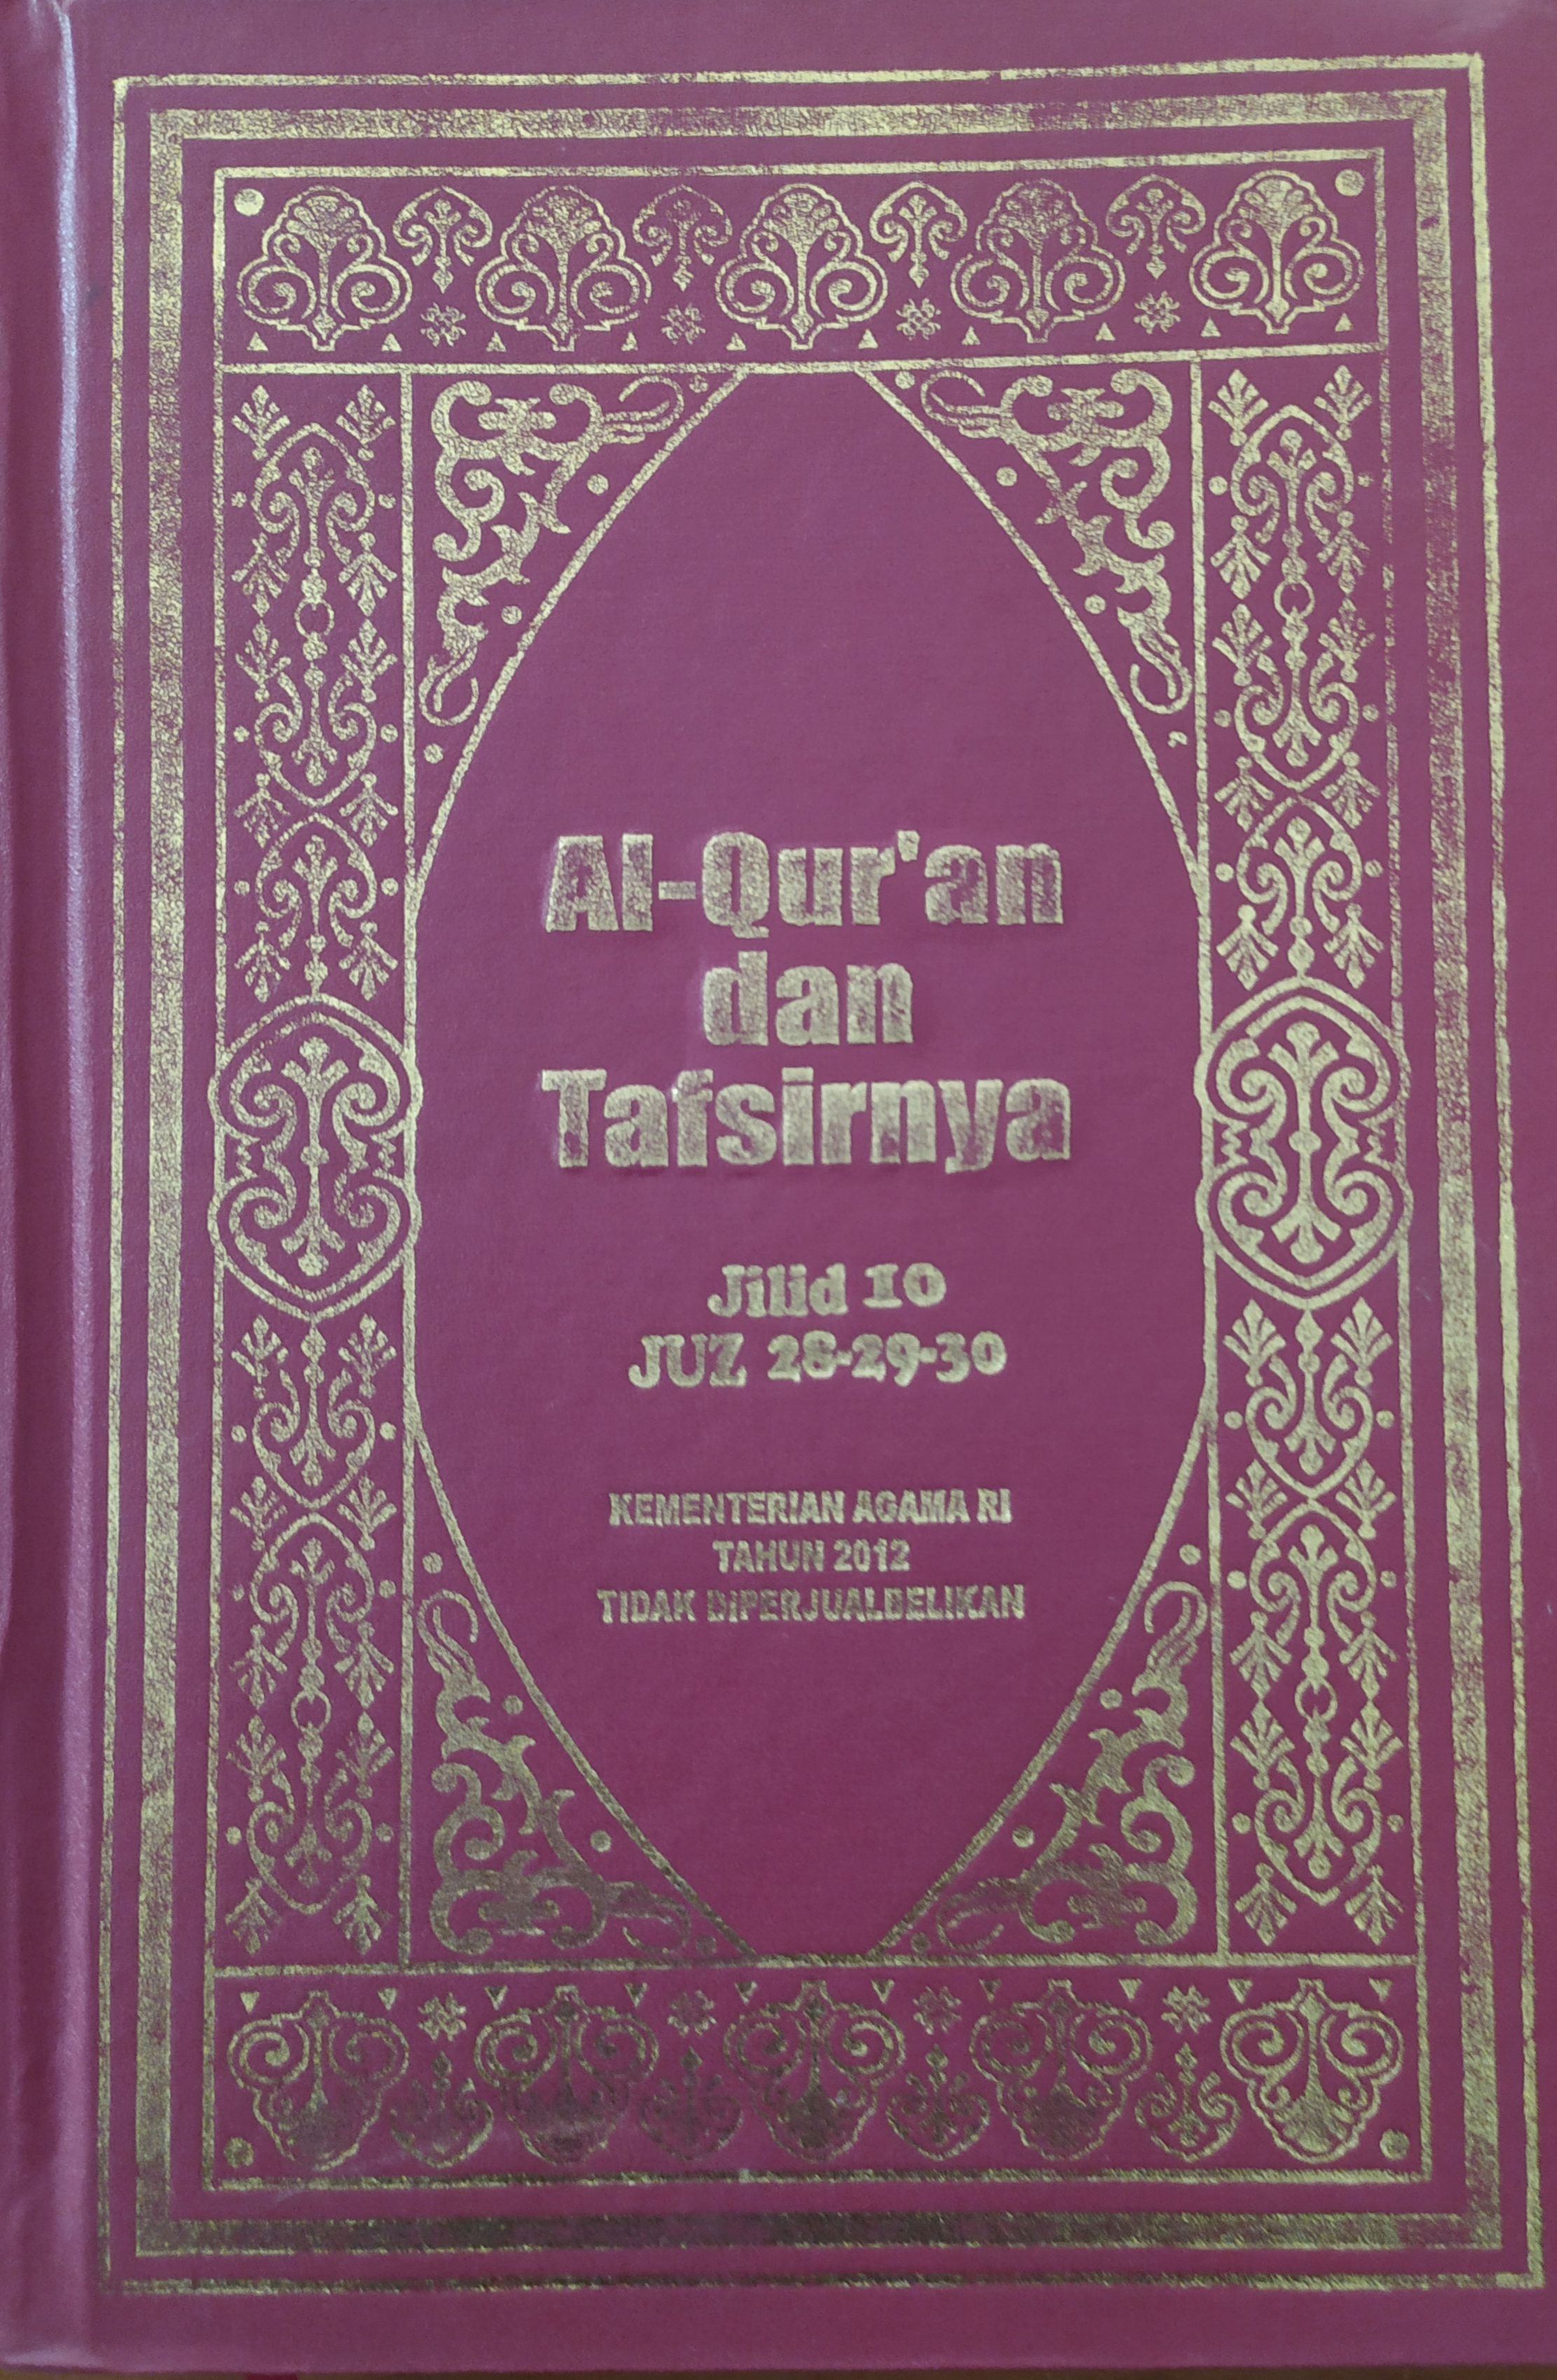 Al-Qur'an
dan
Tafsirnya
Jilid 10
JUZ 28-29-30
KEMENTERIAN AGAMA RI
TAHUN 2012
TIDAK DIPERJUALBELIKAN